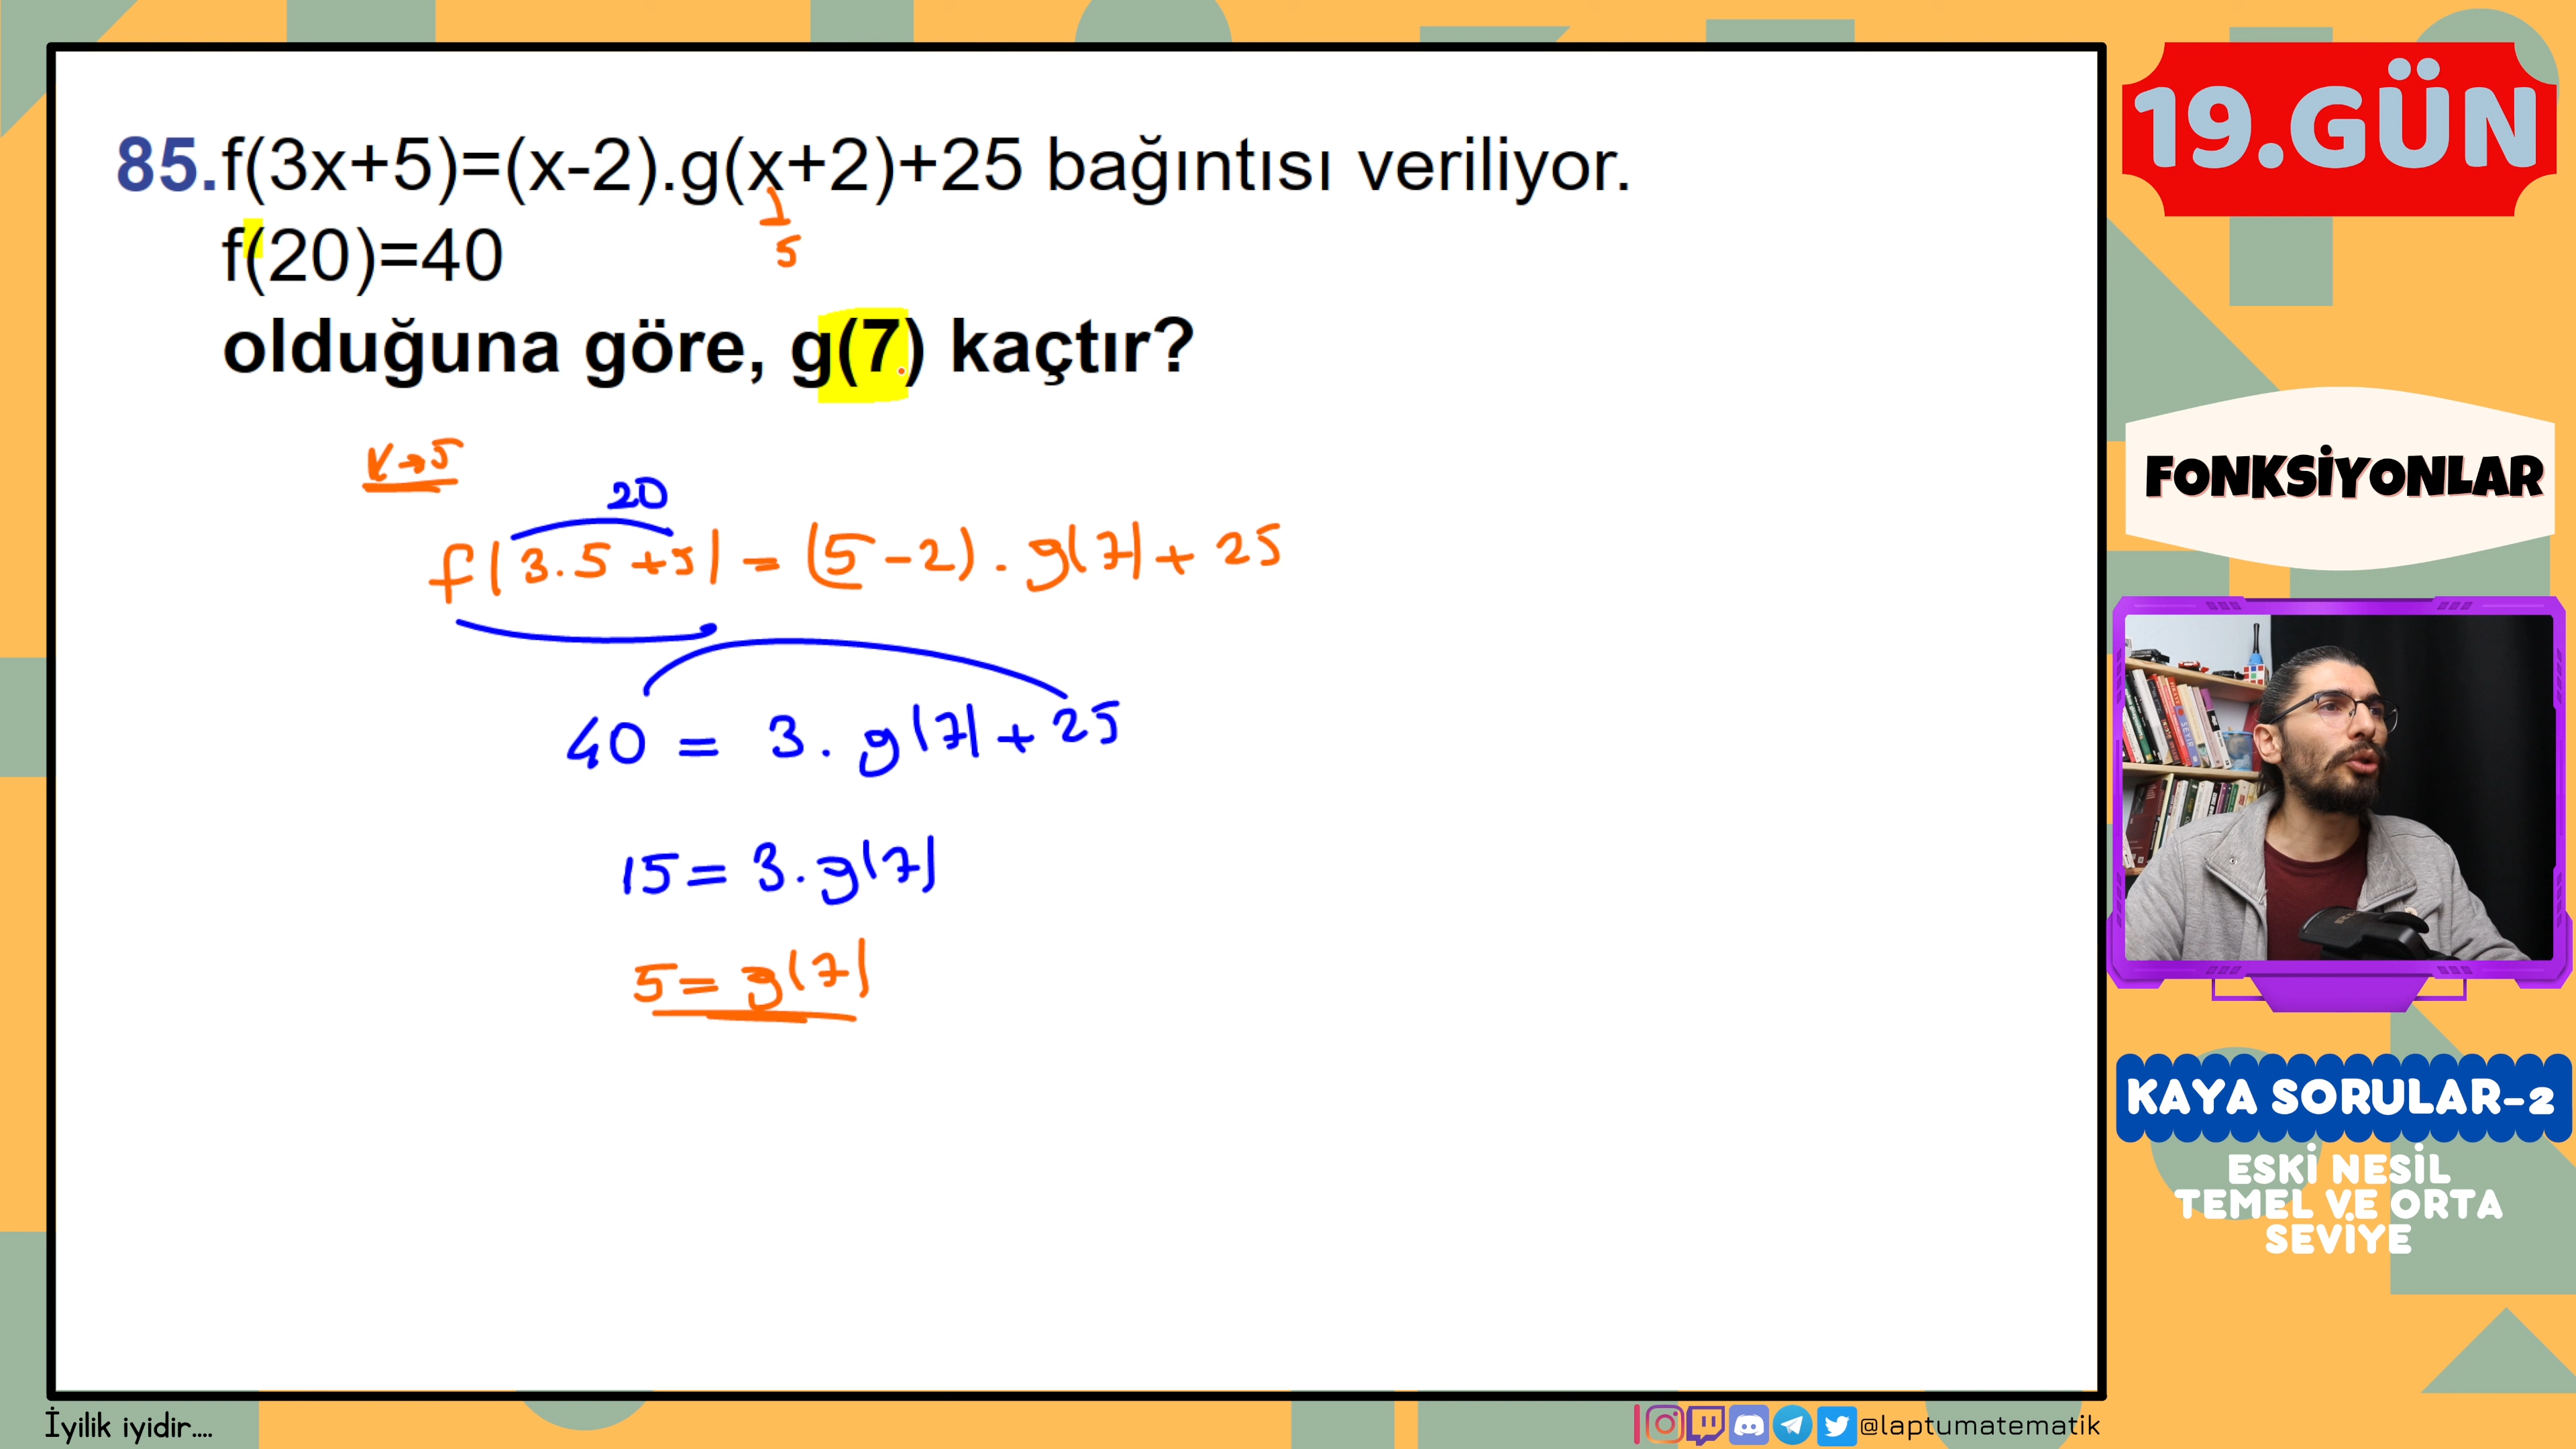 85.f(3x+5)=(x-2).g(x+2)+25 bağıntısı veriliyor.
5
f(20)=40
olduğuna göre, g(7) kaçtır?
x→5
20
f(3.5+5) = (5-2).g(7)+25
40 = 3.g(7)+25
15 = 3.g(7)
5 = g(7)
19.GÜN
FONKSİYONLAR
KAYA SORULAR-2
ESKİ NESİL
TEMEL VE ORTA
SEVİYE
İyilik iyidir....
@laptumatematik